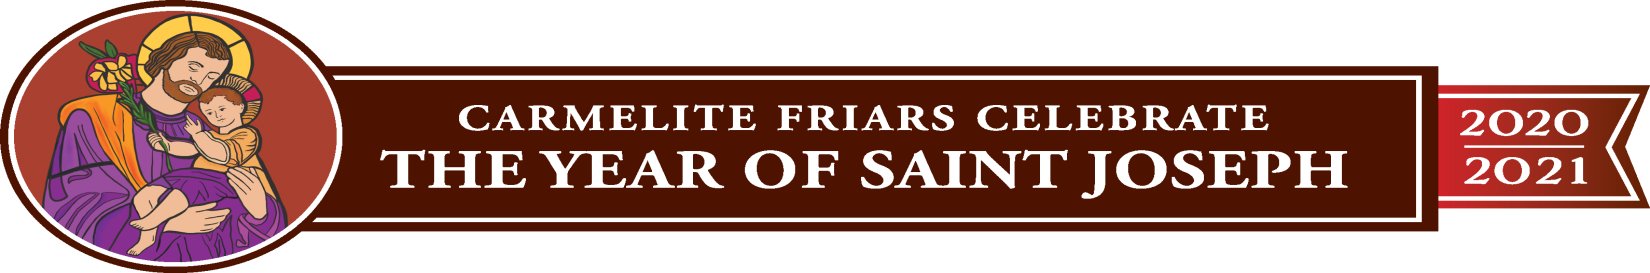 CARMELITE FRIARS CELEBRATE
THE YEAR OF SAINT JOSEPH
2020
2021